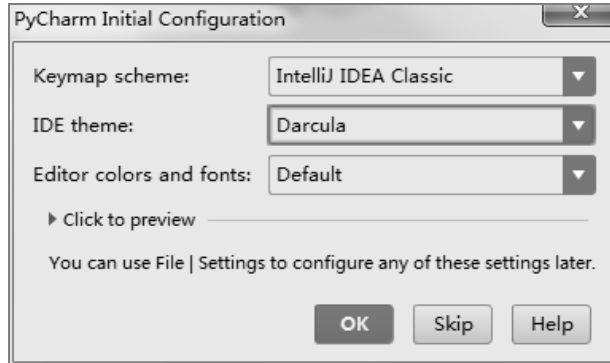 PyCharm Initial Configuration
Keymap scheme: IntelliJ IDEA Classic
IDE theme: Darcula
Editor colors and fonts: Default
Click to preview
You can use File | Settings to configure any of these settings later.
OK Skip Help